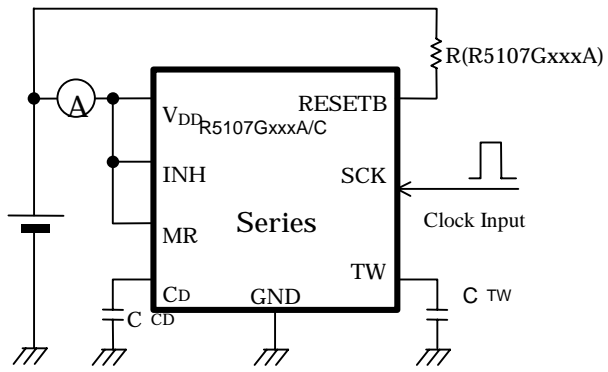 R(R5107GxxxA)
A
VDD
RESETB
R5107GxxxA/C
INH
SCK
Series
Clock Input
MR
TW
CD
GND
C CD
C TW